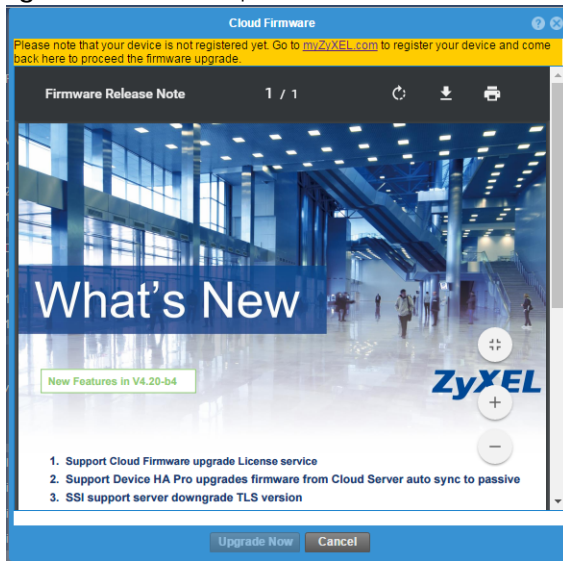 Cloud Firmware
Please note that your device is not registered yet. Go to myZyXEL.com to register your device and come
back here to proceed the firmware upgrade.
Firmware Release Note 1 / 1
What's New
New Features in V4.20-b4
ZyXEL
1. Support Cloud Firmware upgrade License service
2. Support Device HA Pro upgrades firmware from Cloud Server auto sync to passive
3. SSI support server downgrade TLS version
Upgrade Now Cancel